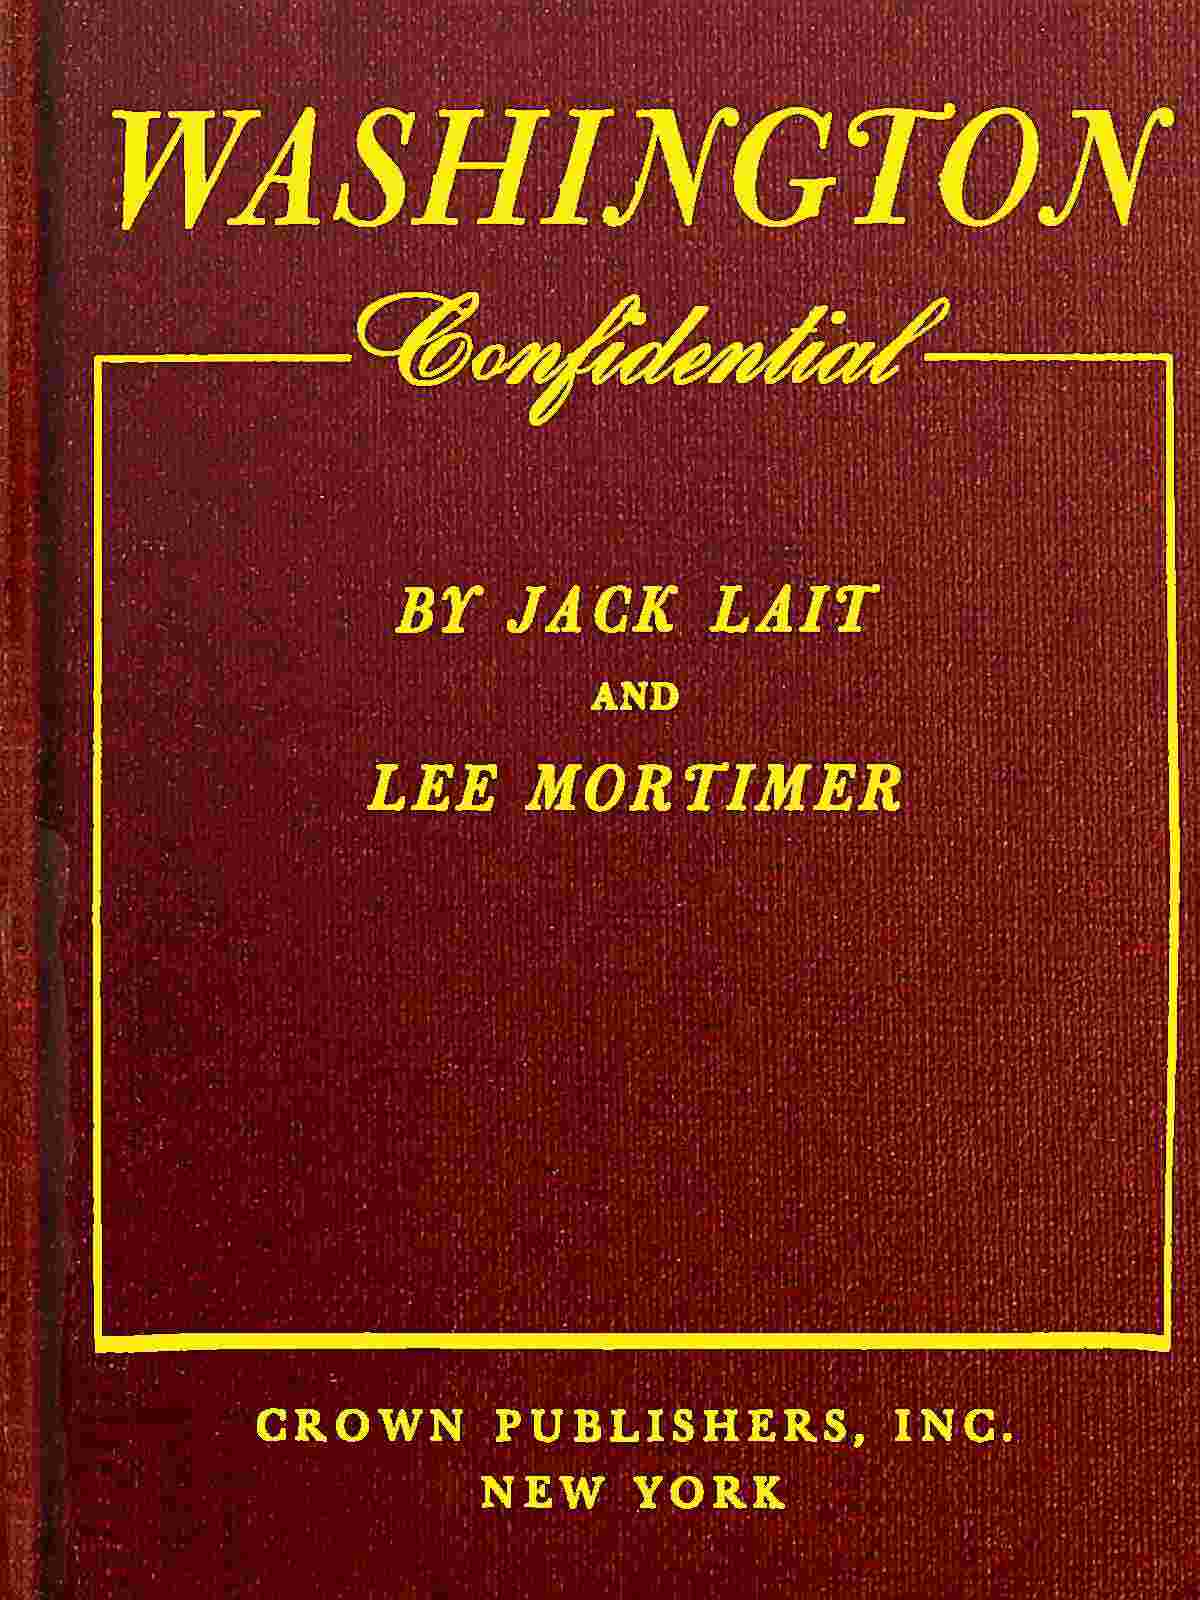 WASHINGTON
Confidential
BY JACK LAIT
AND
LEE MORTIMER
CROWN PUBLISHERS, INC.
NEW YORK